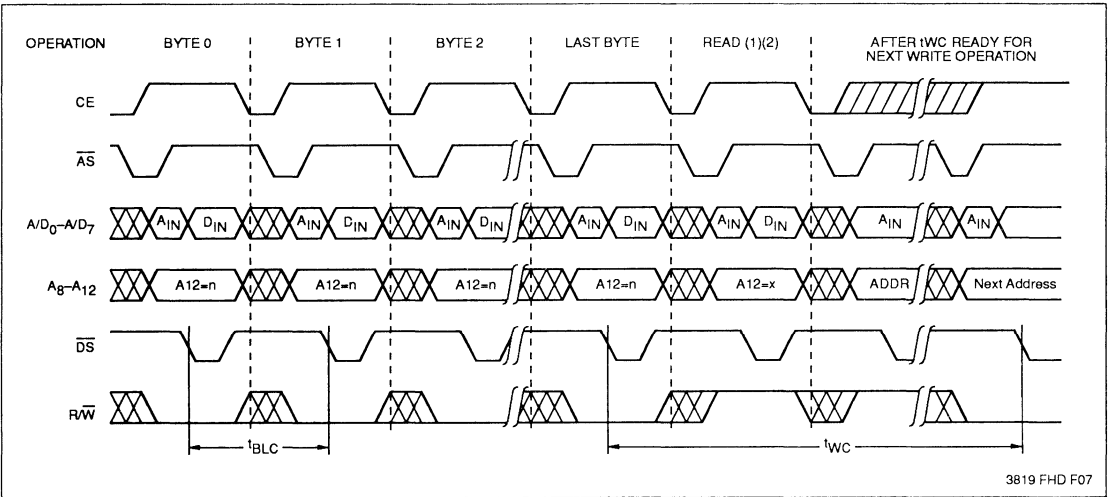 OPERATION BYTE 0 BYTE 1 BYTE 2 LAST BYTE READ (1)(2) AFTER tWC READY FOR
NEXT WRITE OPERATION
CE
A̅S̅
A/D0–A/D7 AIN DIN AIN DIN AIN DIN AIN DIN AIN DIN AIN AIN
A8–A12 A12=n A12=n A12=n A12=n A12=x ADDR Next Address
D̅S̅
R/W̅
tBLC tWC
3819 FHD F07